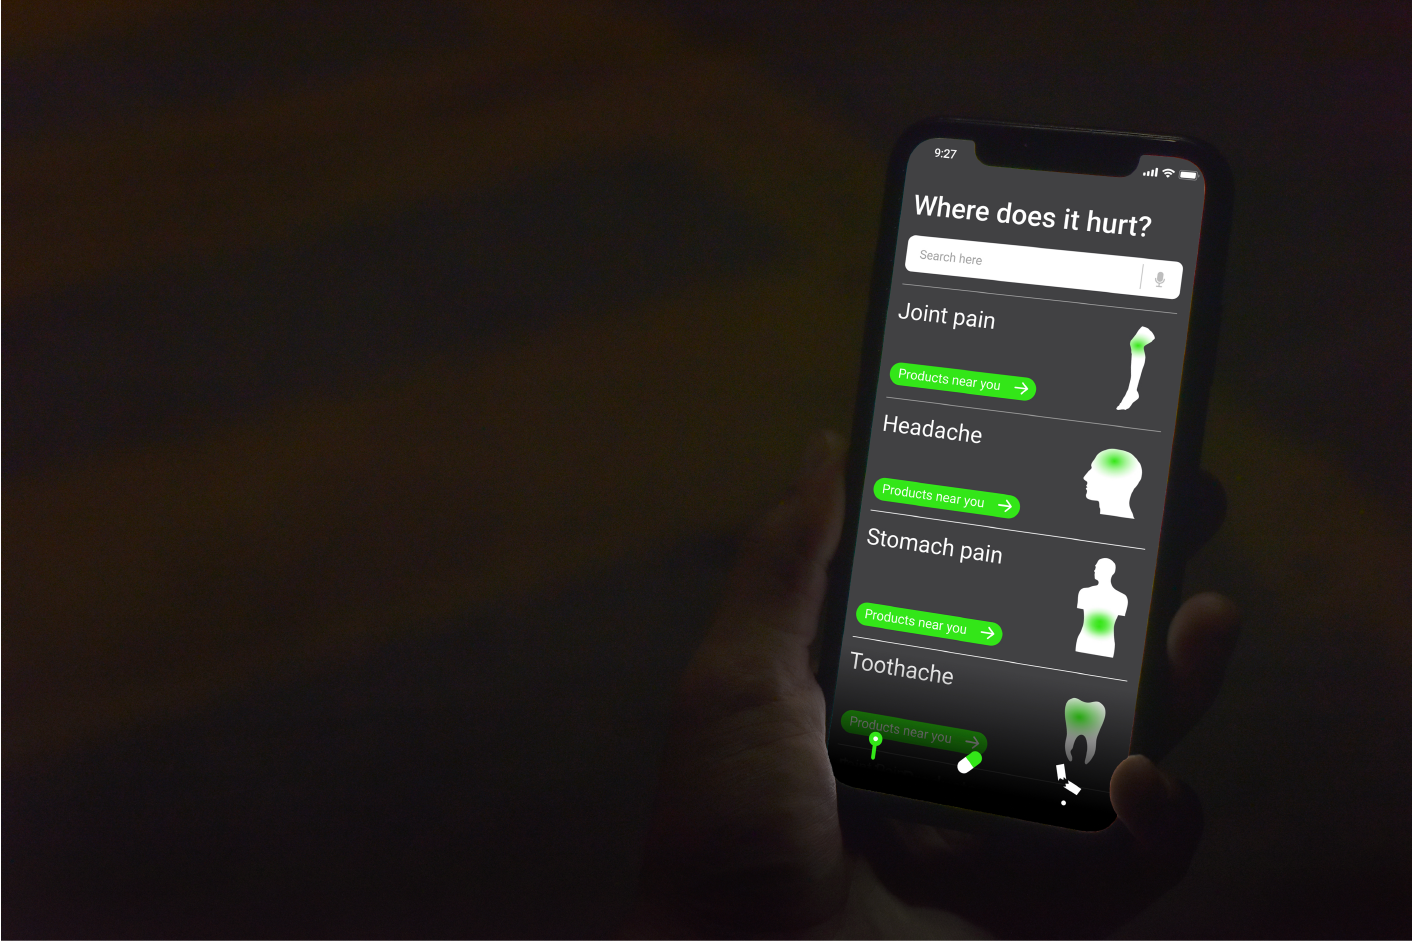 9:27
Where does it hurt?
Search here
Joint pain
Products near you
Headache
Products near you
Stomach pain
Products near you
Toothache
Products near you